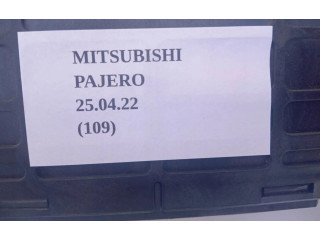 MITSUBISHI
PAJERO
25.04.22
(109)